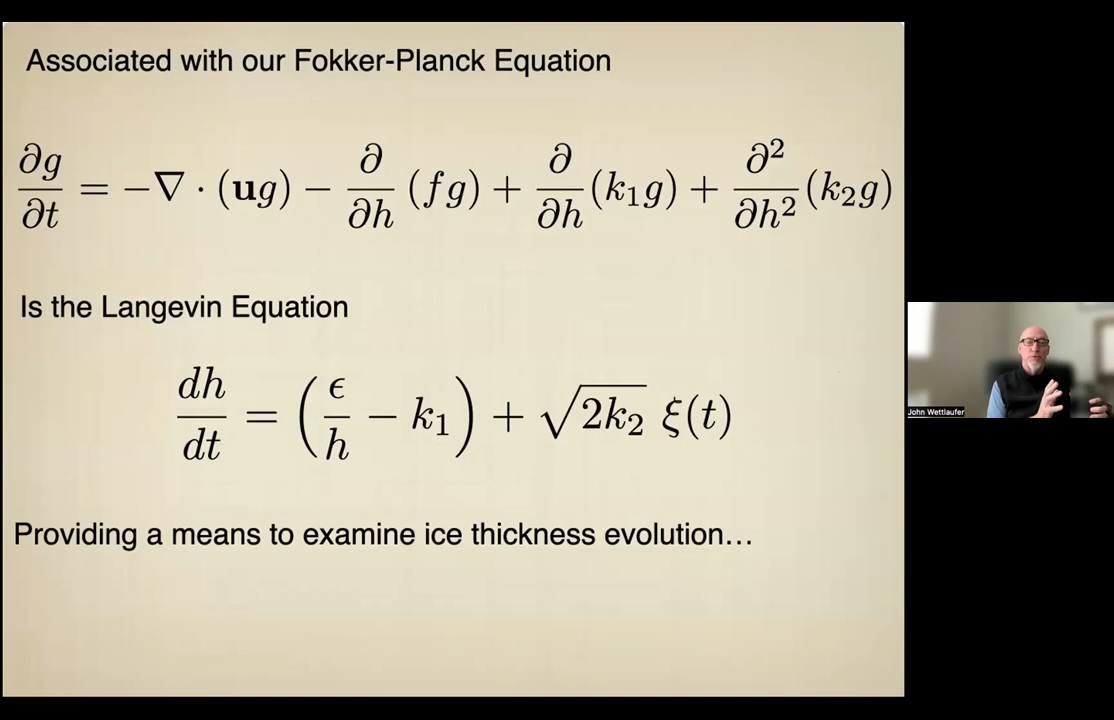 Associated with our Fokker-Planck Equation
∂g/∂t = −∇ · (ug) − ∂/∂h (fg) + ∂/∂h (k₁g) + ∂²/∂h² (k₂g)
Is the Langevin Equation
dh/dt = (ϵ/h − k₁) + √2k₂ ξ(t)
Providing a means to examine ice thickness evolution…
John Wettlaufer